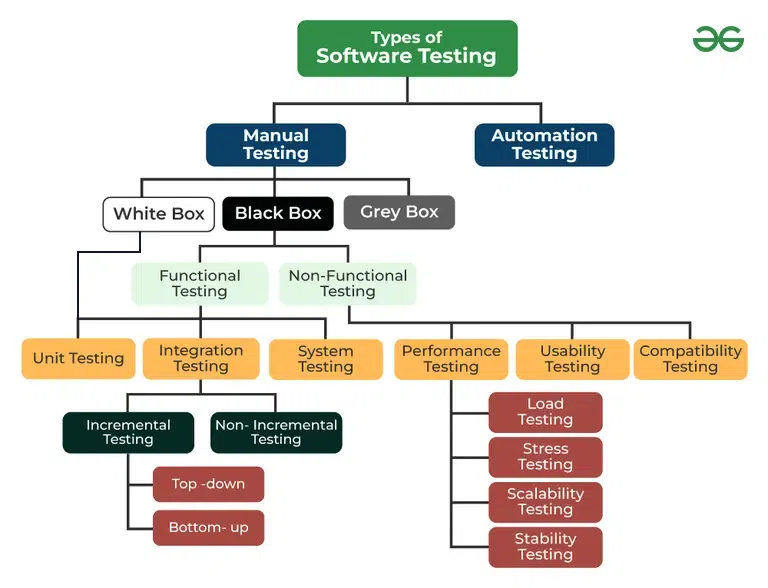 Types of
Software Testing
Manual
Testing
Automation
Testing
White Box
Black Box
Grey Box
Functional
Testing
Non-Functional
Testing
Unit Testing
Integration
Testing
System
Testing
Performance
Testing
Usability
Testing
Compatibility
Testing
Incremental
Testing
Non- Incremental
Testing
Load
Testing
Stress
Testing
Scalability
Testing
Stability
Testing
Top -down
Bottom- up